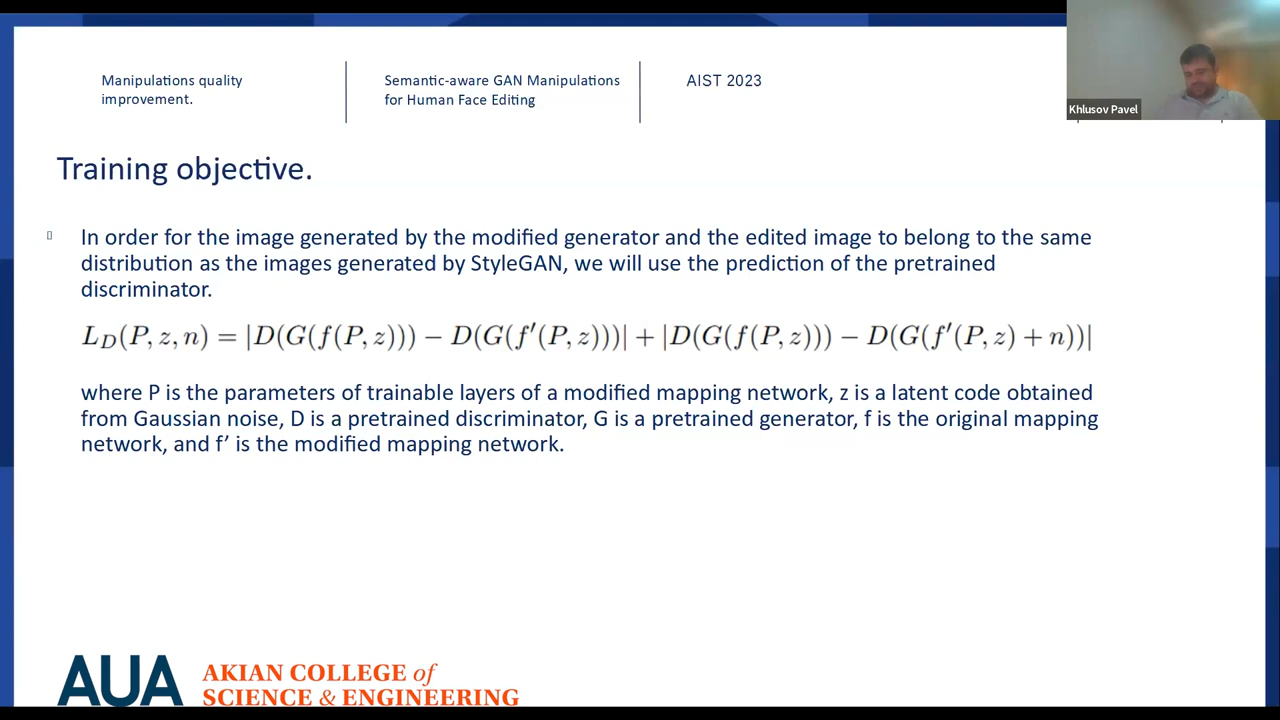 Manipulations quality
improvement.
Semantic-aware GAN Manipulations
for Human Face Editing
AIST 2023
Khlusov Pavel
Training objective.
In order for the image generated by the modified generator and the edited image to belong to the same
distribution as the images generated by StyleGAN, we will use the prediction of the pretrained
discriminator.
L_D(P, z, n) = |D(G(f(P, z))) − D(G(f′(P, z)))| + |D(G(f(P, z))) − D(G(f′(P, z) + n))|
where P is the parameters of trainable layers of a modified mapping network, z is a latent code obtained
from Gaussian noise, D is a pretrained discriminator, G is a pretrained generator, f is the original mapping
network, and f’ is the modified mapping network.
AUA
AKIAN COLLEGE of
SCIENCE & ENGINEERING